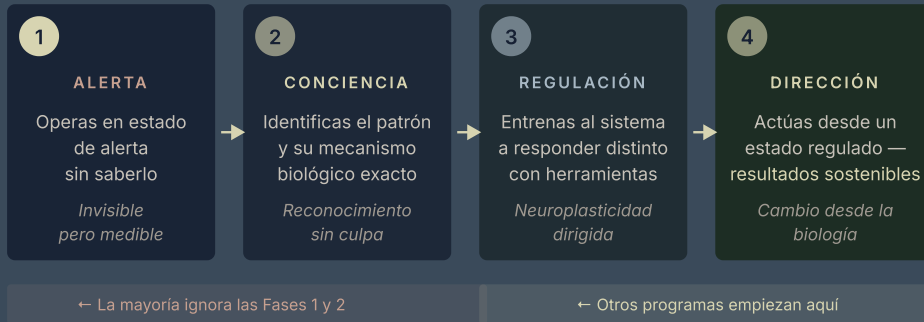 1
ALERTA
Operas en estado
de alerta
sin saberlo
Invisible
pero medible
2
CONCIENCIA
Identificas el patrón
y su mecanismo
biológico exacto
Reconocimiento
sin culpa
3
REGULACIÓN
Entrenas al sistema
a responder distinto
con herramientas
Neuroplasticidad
dirigida
4
DIRECCIÓN
Actúas desde un
estado regulado —
resultados sostenibles
Cambio desde la
biología
← La mayoría ignora las Fases 1 y 2
← Otros programas empiezan aquí